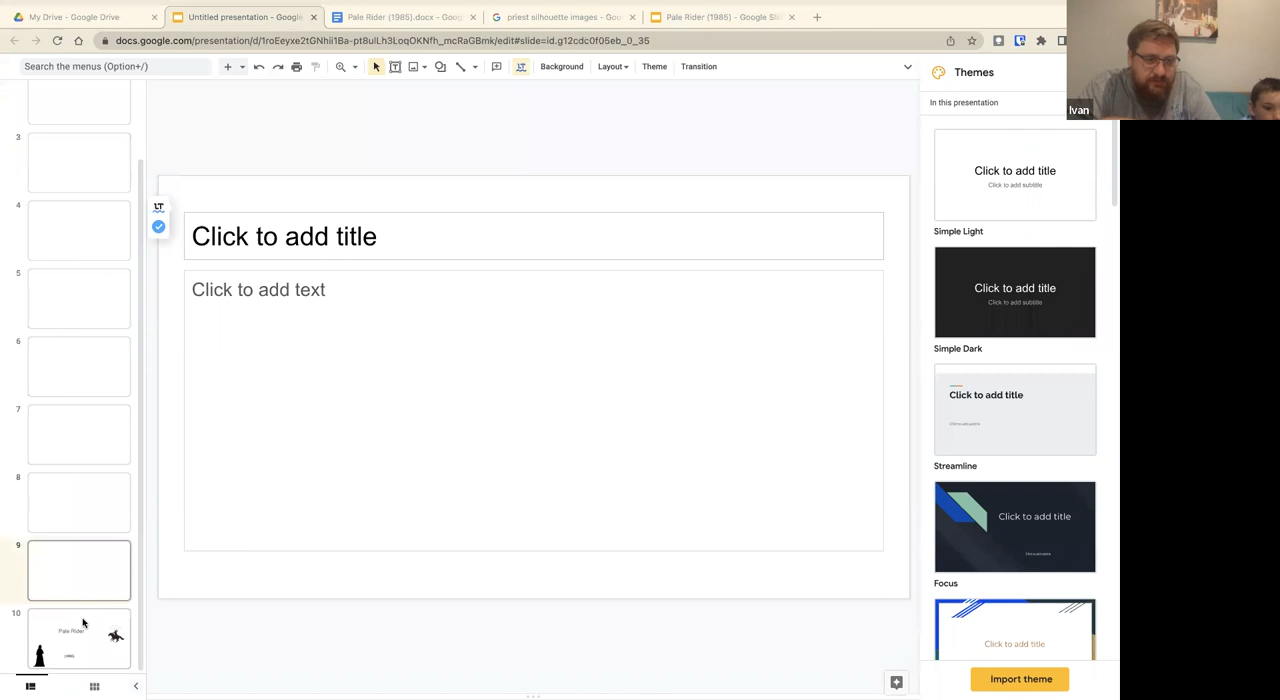 My Drive - Google Drive
Untitled presentation - Google
Pale Rider (1985).docx - Goog
priest silhouette images - Goo
Pale Rider (1985) - Google Slid
docs.google.com/presentation/d/1roEeyxe2tGNhii1Ba-pt8ulLh3LoqOKNfh_mcRaGBmk/edit#slide=id.g12cdc0f05eb_0_35
Search the menus (Option+/)
Background
Layout
Theme
Transition
Themes
In this presentation
Ivan
3
4
5
6
7
8
9
10
LT
Click to add title
Click to add text
Click to add title
Click to add subtitle
Simple Light
Click to add title
Click to add subtitle
Simple Dark
Click to add title
Streamline
Click to add title
Focus
Click to add title
Pale Rider
(1985)
Import theme